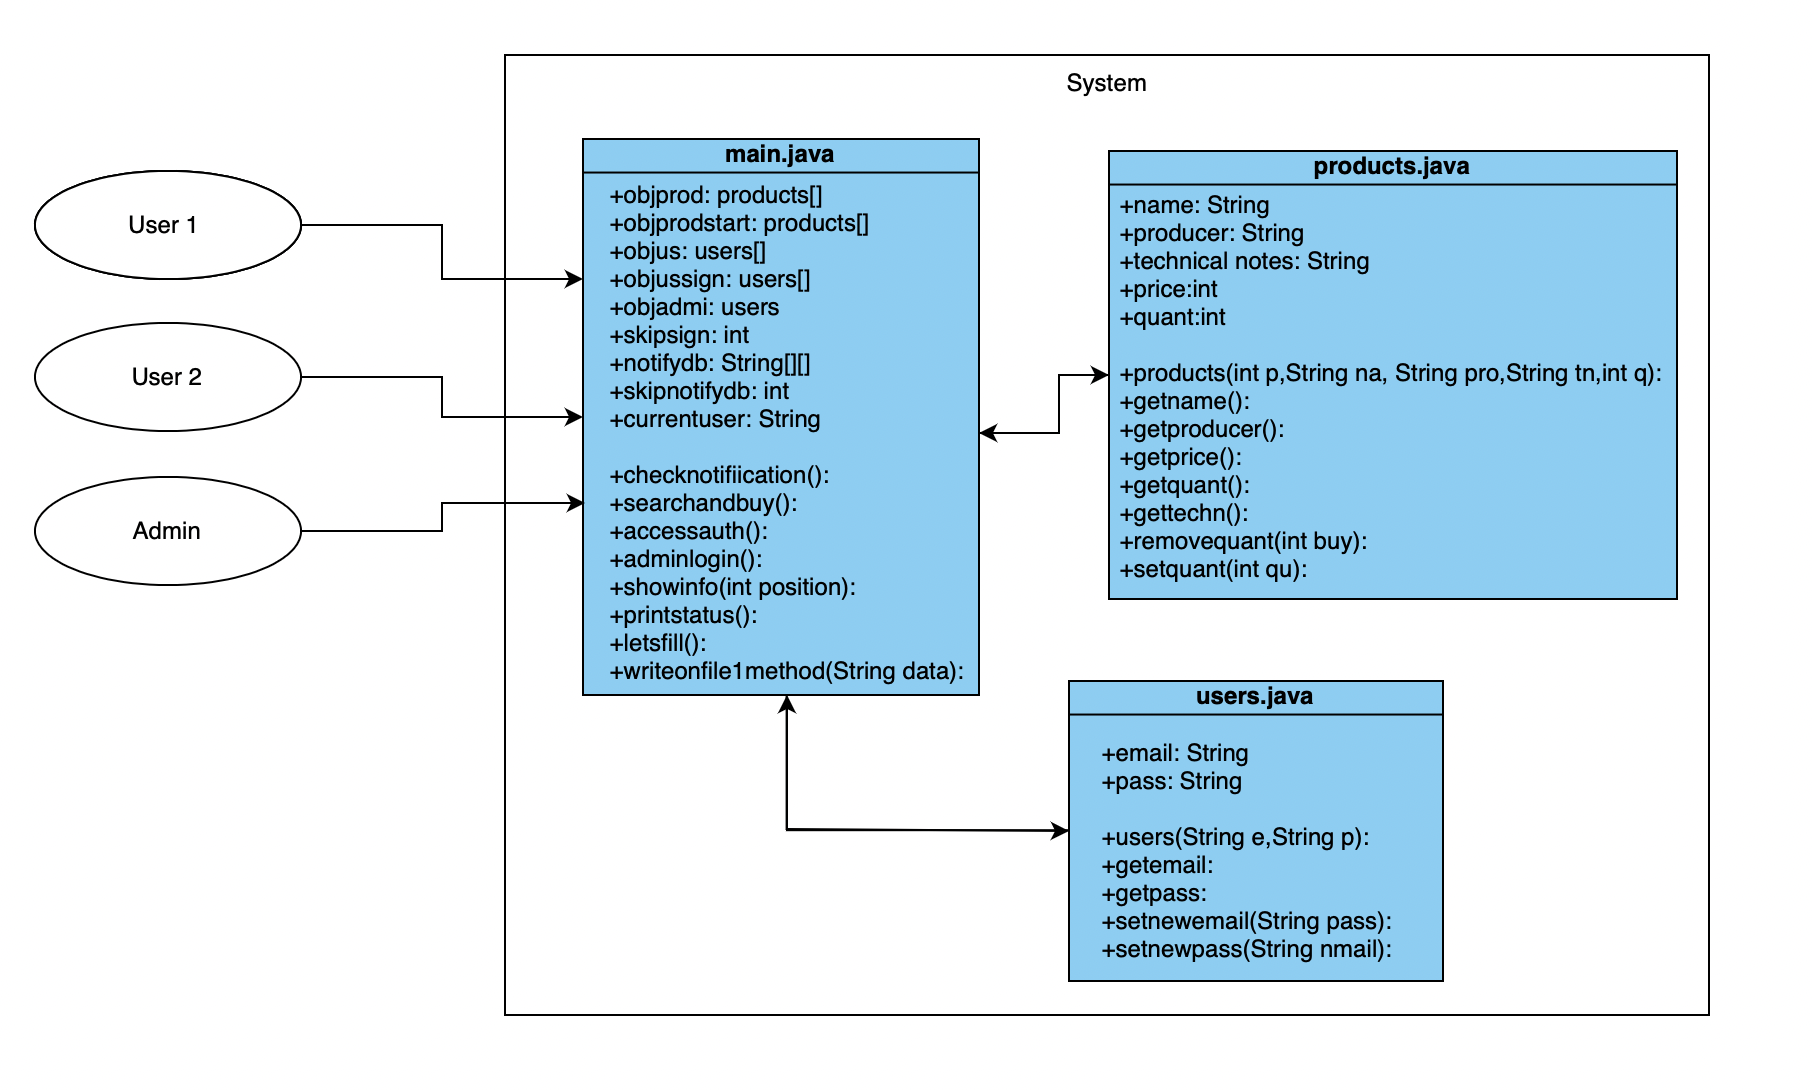 System
User 1
User 2
Admin
main.java
+objprod: products[]
+objprodstart: products[]
+objus: users[]
+objussign: users[]
+objadmi: users
+skipsign: int
+notifydb: String[][]
+skipnotifydb: int
+currentuser: String
+checknotifiication():
+searchandbuy():
+accessauth():
+adminlogin():
+showinfo(int position):
+printstatus():
+letsfill():
+writeonfile1method(String data):
products.java
+name: String
+producer: String
+technical notes: String
+price:int
+quant:int
+products(int p,String na, String pro,String tn,int q):
+getname():
+getproducer():
+getprice():
+getquant():
+gettechn():
+removequant(int buy):
+setquant(int qu):
users.java
+email: String
+pass: String
+users(String e,String p):
+getemail:
+getpass:
+setnewemail(String pass):
+setnewpass(String nmail):